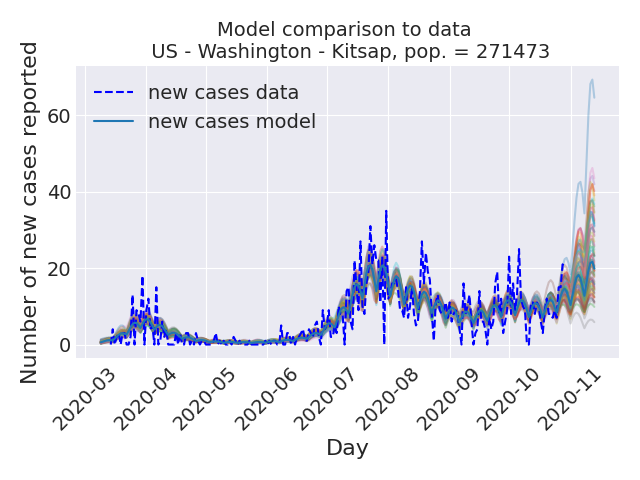 Model comparison to data
US - Washington - Kitsap, pop. = 271473
Number of new cases reported
60
40
20
0
new cases data
new cases model
2020-03
2020-04
2020-05
2020-06
2020-07
2020-08
2020-09
2020-10
2020-11
Day